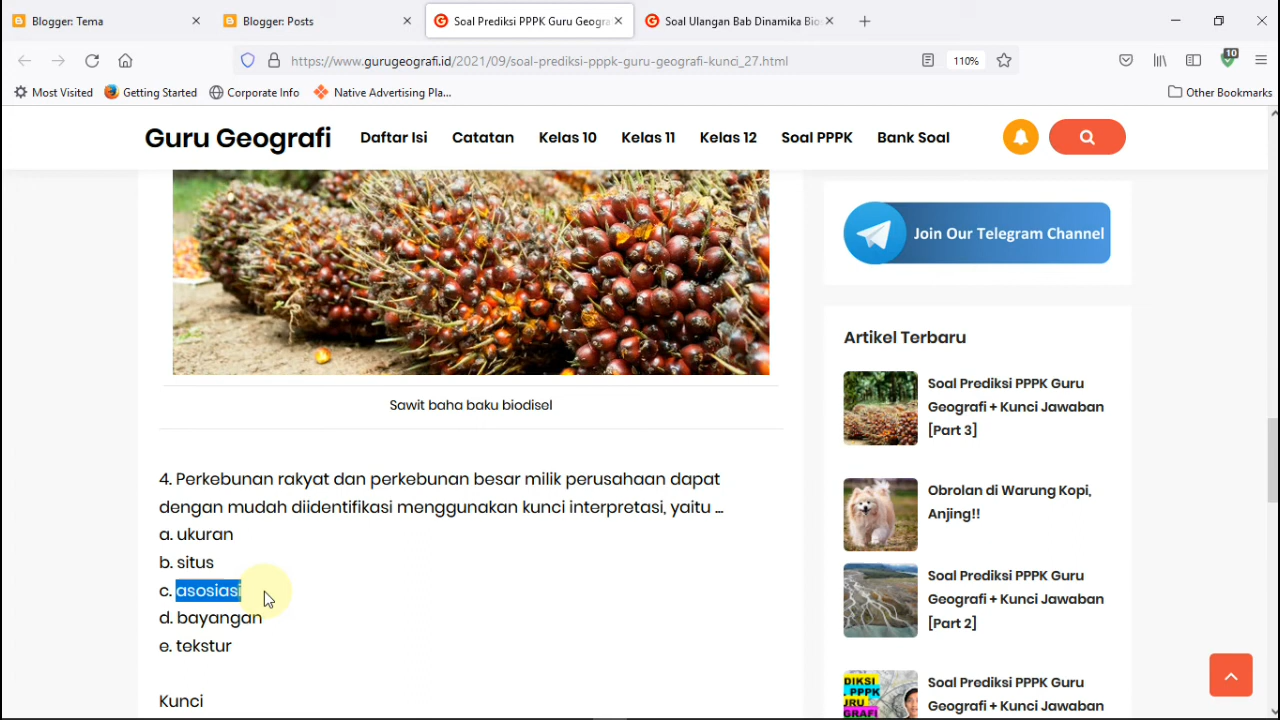 Blogger: Tema
Blogger: Posts
Soal Prediksi PPPK Guru Geogra
Soal Ulangan Bab Dinamika Bios
https://www.gurugeografi.id/2021/09/soal-prediksi-pppk-guru-geografi-kunci_27.html
110%
10
Most Visited
Getting Started
Corporate Info
Native Advertising Pla...
Other Bookmarks
Guru Geografi
Daftar Isi
Catatan
Kelas 10
Kelas 11
Kelas 12
Soal PPPK
Bank Soal
Sawit baha baku biodisel
4. Perkebunan rakyat dan perkebunan besar milik perusahaan dapat
dengan mudah diidentifikasi menggunakan kunci interpretasi, yaitu ...
a. ukuran
b. situs
c. asosiasi
d. bayangan
e. tekstur
Kunci
Join Our Telegram Channel
Artikel Terbaru
Soal Prediksi PPPK Guru
Geografi + Kunci Jawaban
[Part 3]
Obrolan di Warung Kopi,
Anjing!!
Soal Prediksi PPPK Guru
Geografi + Kunci Jawaban
[Part 2]
Soal Prediksi PPPK Guru
Geografi + Kunci Jawaban